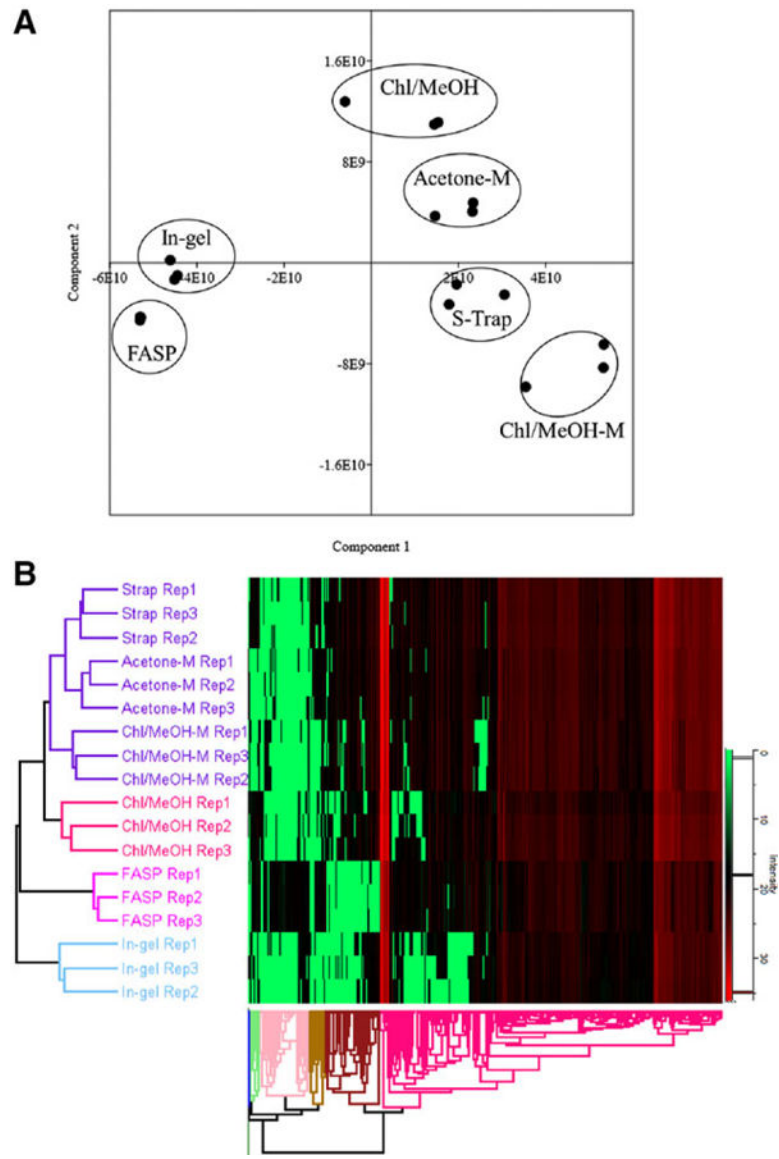 A
1.6E10
Chl/MeOH
8E9
Acetone-M
Component 2
In-gel
-6E10
4E10
-2E10
2E10
4E10
S-Trap
FASP
-8E9
Chl/MeOH-M
-1.6E10
Component 1
B
Strap Rep1
Strap Rep3
Strap Rep2
Acetone-M Rep1
Acetone-M Rep2
Acetone-M Rep3
Chl/MeOH-M Rep1
Chl/MeOH-M Rep3
Chl/MeOH-M Rep2
Chl/MeOH Rep1
Chl/MeOH Rep2
Chl/MeOH Rep3
FASP Rep1
FASP Rep2
FASP Rep3
In-gel Rep1
In-gel Rep3
In-gel Rep2
0
10
20
30
Intensity